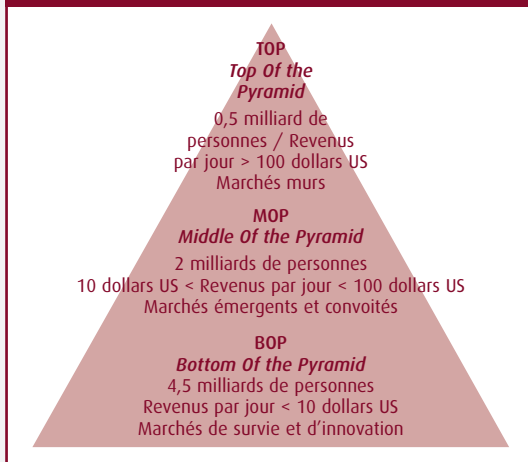 TOP
Top Of the
Pyramid
0,5 milliard de
personnes / Revenus
par jour > 100 dollars US
Marchés murs
MOP
Middle Of the Pyramid
2 milliards de personnes
10 dollars US < Revenus par jour < 100 dollars US
Marchés émergents et convoités
BOP
Bottom Of the Pyramid
4,5 milliards de personnes
Revenus par jour < 10 dollars US
Marchés de survie et d’innovation